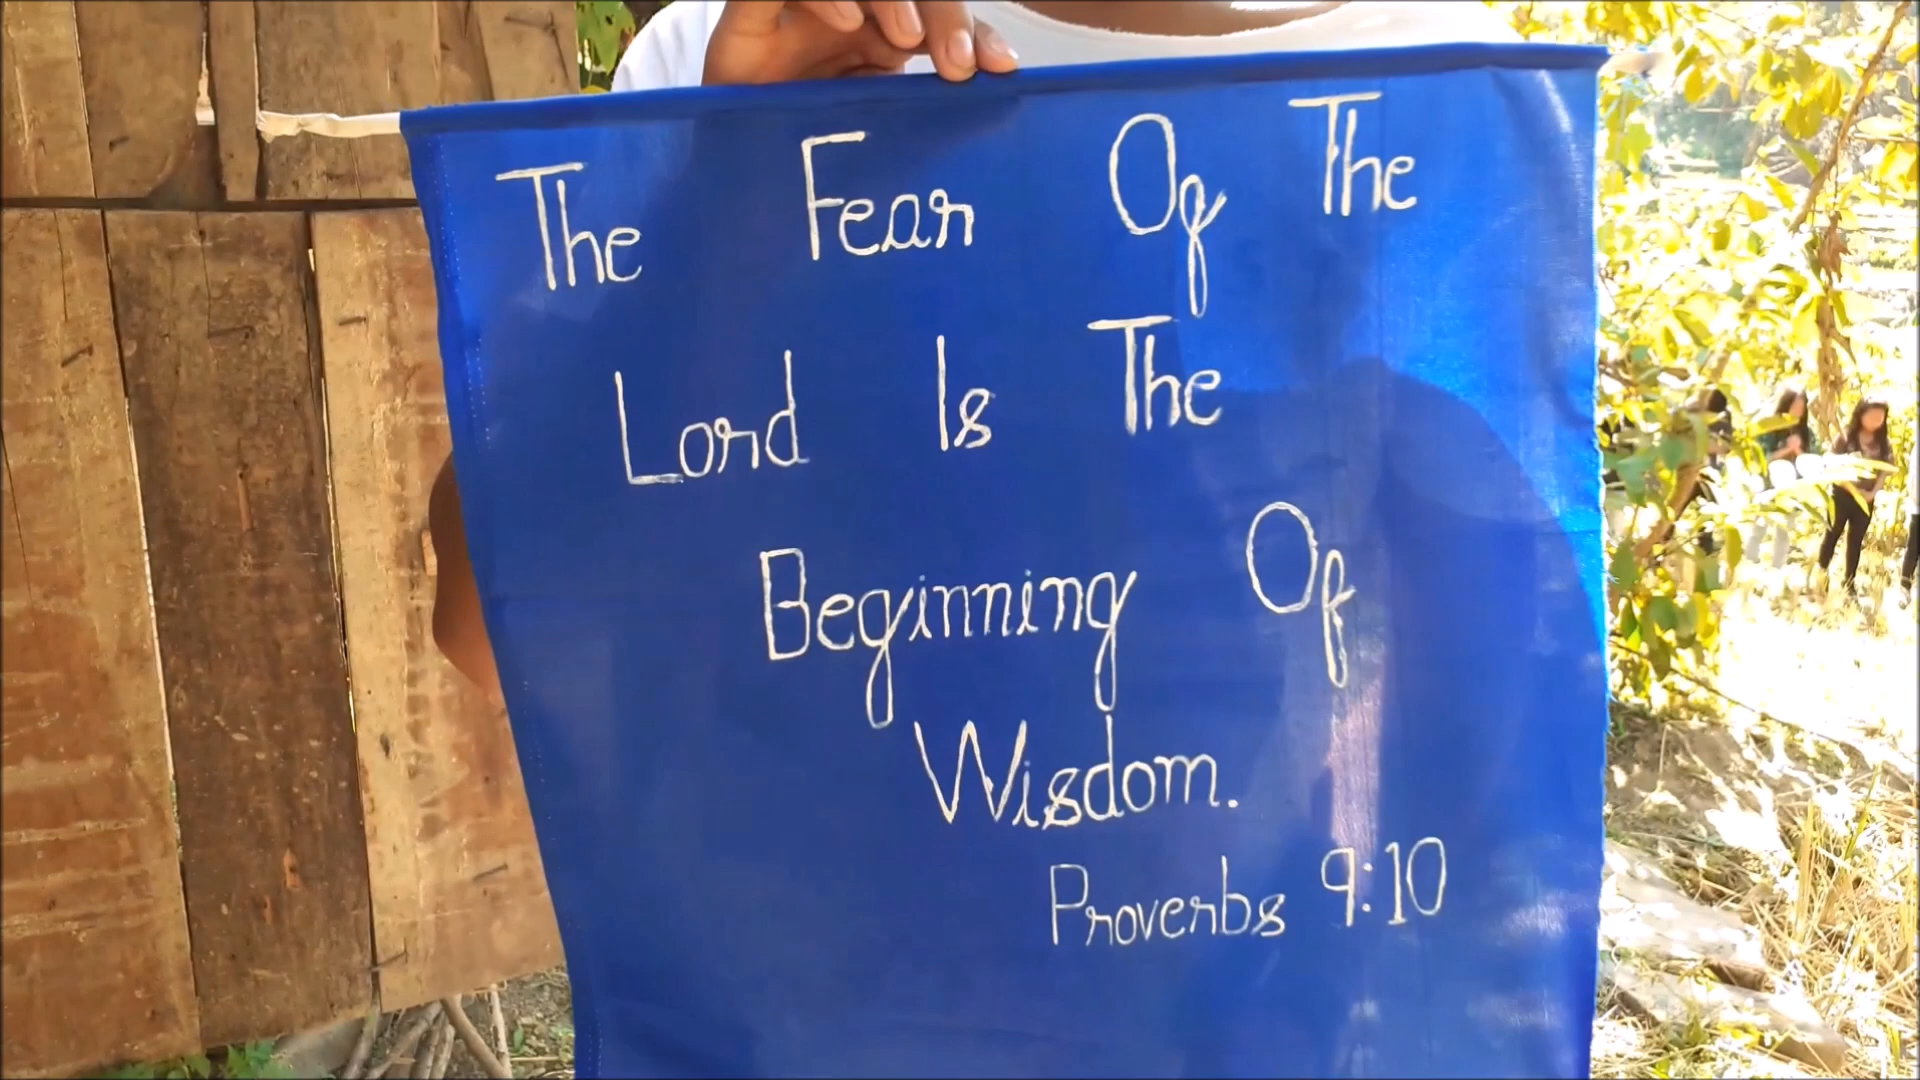 The Fear Of The
Lord Is The
Beginning Of
Wisdom.
Proverbs 9:10